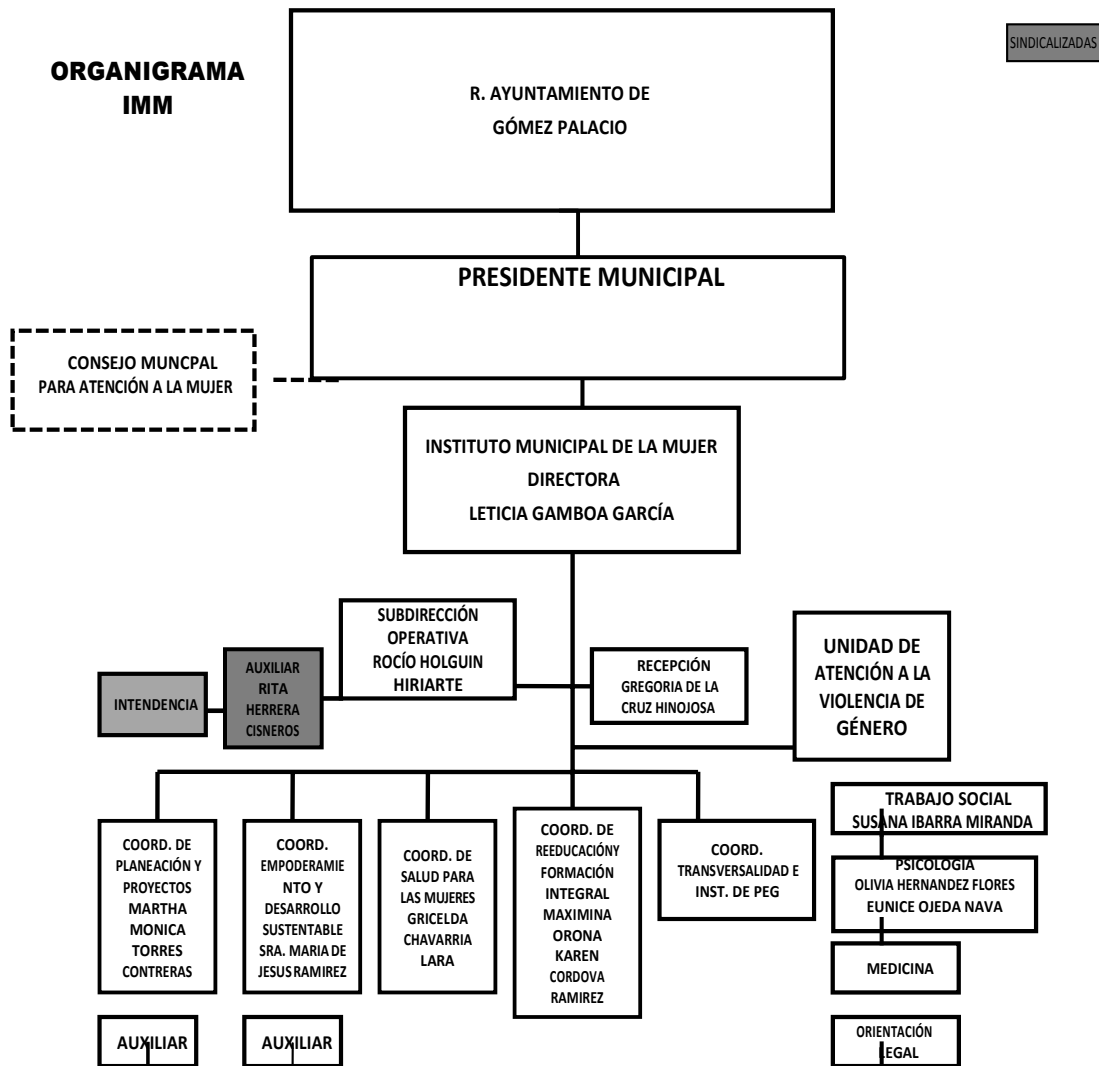 ORGANIGRAMA
IMM
SINDICALIZADAS
R. AYUNTAMIENTO DE
GÓMEZ PALACIO
PRESIDENTE MUNICIPAL
CONSEJO MUNCPAL
PARA ATENCIÓN A LA MUJER
INSTITUTO MUNICIPAL DE LA MUJER
DIRECTORA
LETICIA GAMBOA GARCÍA
SUBDIRECCIÓN
OPERATIVA
ROCÍO HOLGUIN
HIRIARTE
INTENDENCIA
AUXILIAR
RITA
HERRERA
CISNEROS
RECEPCIÓN
GREGORIA DE LA
CRUZ HINOJOSA
UNIDAD DE
ATENCIÓN A LA
VIOLENCIA DE
GÉNERO
COORD. DE
PLANEACIÓN Y
PROYECTOS
MARTHA
MONICA
TORRES
CONTRERAS
COORD.
EMPODERAMIE
NTO Y
DESARROLLO
SUSTENTABLE
SRA. MARIA DE
JESUS RAMIREZ
COORD. DE
SALUD PARA
LAS MUJERES
GRICELDA
CHAVARRIA
LARA
COORD. DE
REEDUCACIÓNY
FORMACIÓN
INTEGRAL
MAXIMINA
ORONA
KAREN
CORDOVA
RAMIREZ
COORD.
TRANSVERSALIDAD E
INST. DE PEG
TRABAJO SOCIAL
SUSANA IBARRA MIRANDA
PSICOLOGIA
OLIVIA HERNANDEZ FLORES
EUNICE OJEDA NAVA
MEDICINA
ORIENTACIÓN
LEGAL
AUXILIAR
AUXILIAR